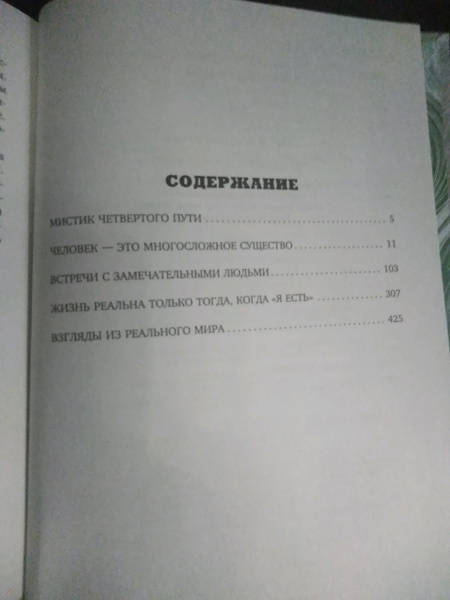 СОДЕРЖАНИЕ
МИСТИК ЧЕТВЕРТОГО ПУТИ . . . . . . . . . . . . . . . . . . . . . . 5
ЧЕЛОВЕК — ЭТО МНОГОСЛОЖНОЕ СУЩЕСТВО . . . . . . . . . . . . 11
ВСТРЕЧИ С ЗАМЕЧАТЕЛЬНЫМИ ЛЮДЬМИ . . . . . . . . . . . . . . . 103
ЖИЗНЬ РЕАЛЬНА ТОЛЬКО ТОГДА, КОГДА «Я ЕСТЬ» . . . . . . . . . 307
ВЗГЛЯДЫ ИЗ РЕАЛЬНОГО МИРА . . . . . . . . . . . . . . . . . . . . . 425